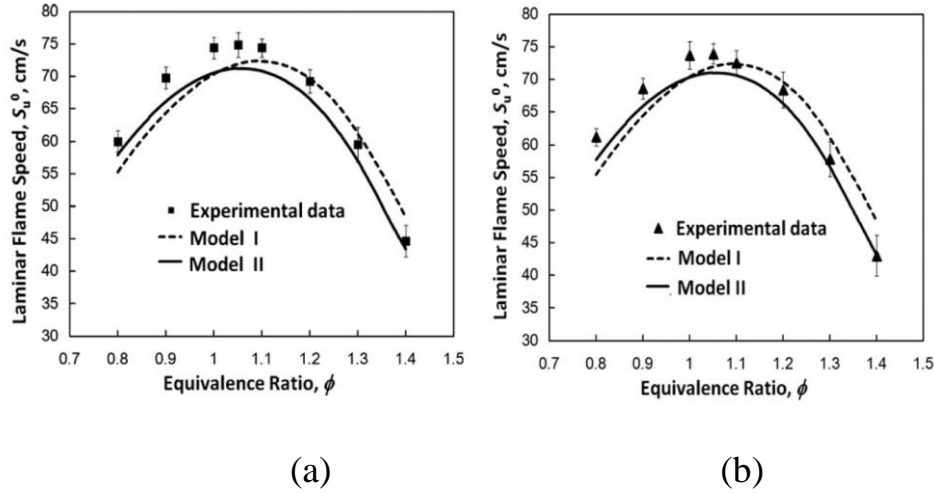 Laminar Flame Speed, Su⁰, cm/s
80
75
70
65
60
55
50
45
40
35
30
Experimental data
Model I
Model II
0.7 0.8 0.9 1 1.1 1.2 1.3 1.4 1.5
Equivalence Ratio, ϕ
(a)
Laminar Flame Speed, Su⁰, cm/s
80
75
70
65
60
55
50
45
40
35
30
Experimental data
Model I
Model II
0.7 0.8 0.9 1 1.1 1.2 1.3 1.4 1.5
Equivalence Ratio, ϕ
(b)